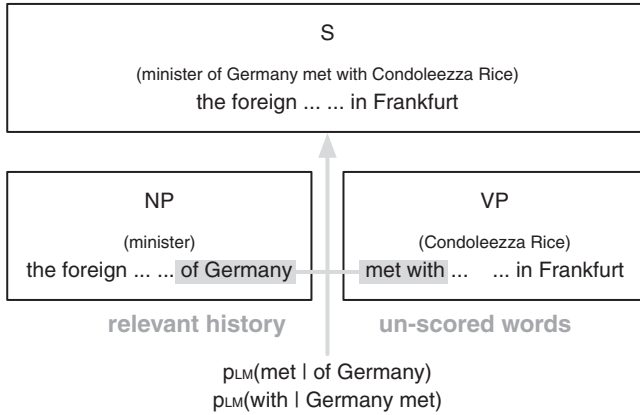 S
(minister of Germany met with Condoleezza Rice)
the foreign ... ... in Frankfurt
NP
VP
(minister)
(Condoleezza Rice)
the foreign ... ... of Germany
met with ... ... in Frankfurt
relevant history
un-scored words
pLM(met | of Germany)
pLM(with | Germany met)